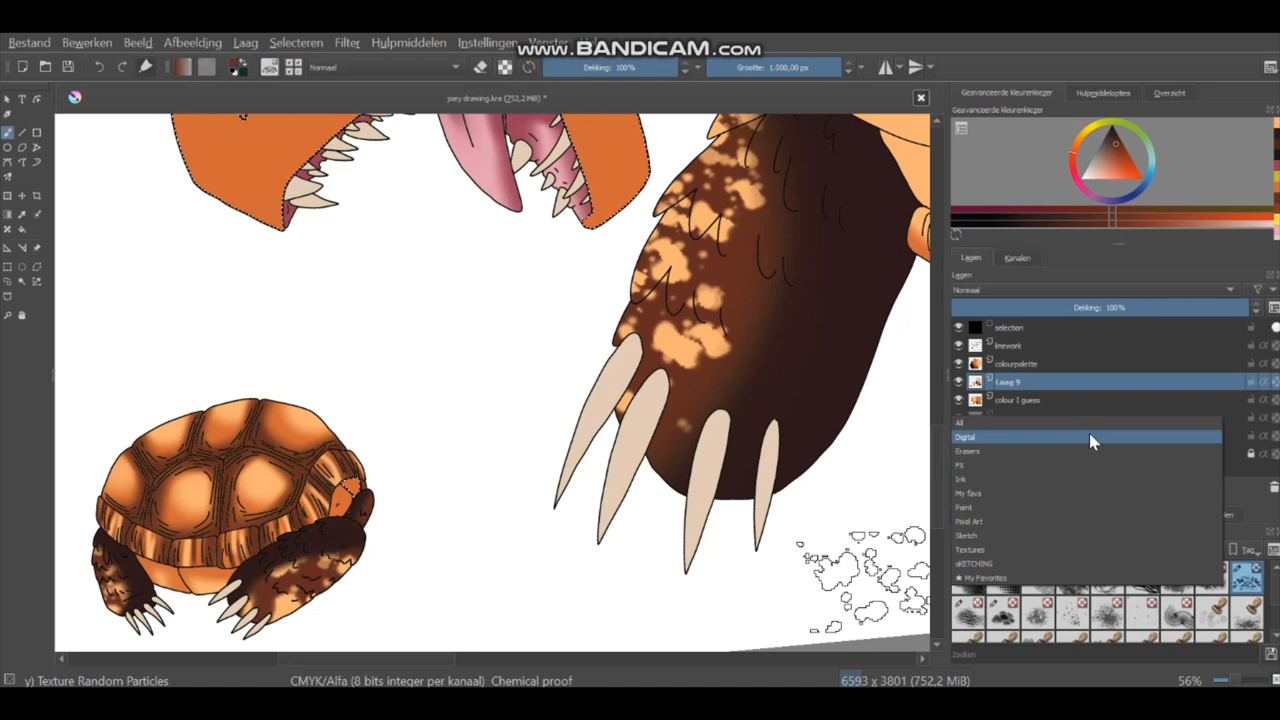 www.BANDICAM.com
Bestand Bewerken Beeld Afbeelding Laag Selecteren Filter Hulpmiddelen Instellingen Venster
Normaal Dekking: 100% Grootte: 1.000,00 px
joey drawing.kra (752,2 MiB) *
Geavanceerde kleurenkiezer Hulpmiddelopties Overzicht
Geavanceerde kleurenkiezer
Lagen Kanalen
Lagen
Normaal
Dekking: 100%
selection
linework
colourpalette
Laag 9
colour I guess
All
Digital
Erasers
FX
Ink
My favs
Paint
Pixel Art
Sketch
Textures
sKETCHING
★ My Favorites
Tag
Zoeken
y) Texture Random Particles CMYK/Alfa (8 bits integer per kanaal) Chemical proof 6593 x 3801 (752,2 MiB) 56%